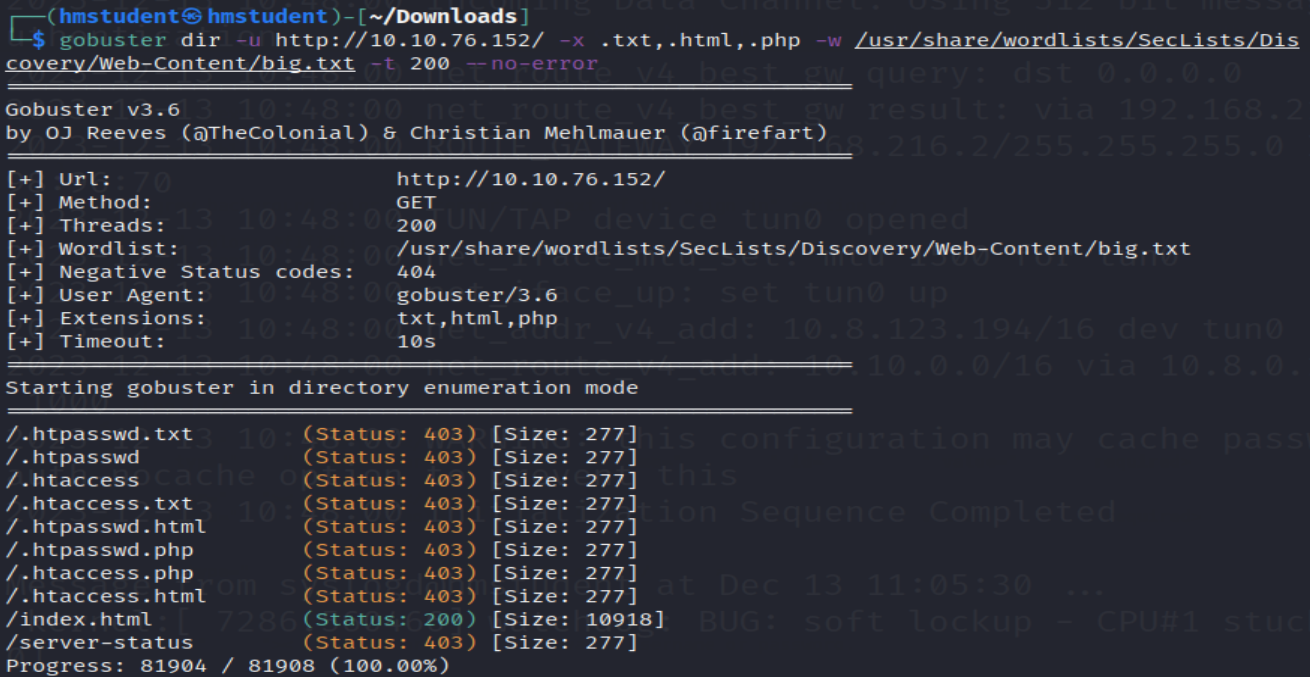 ┌──(hmstudent㉿hmstudent)-[~/Downloads]
└─$ gobuster dir -u http://10.10.76.152/ -x .txt,.html,.php -w /usr/share/wordlists/SecLists/Dis
covery/Web-Content/big.txt -t 200 --no-error
===============================================================
Gobuster v3.6
by OJ Reeves (@TheColonial) & Christian Mehlmauer (@firefart)
===============================================================
[+] Url: http://10.10.76.152/
[+] Method: GET
[+] Threads: 200
[+] Wordlist: /usr/share/wordlists/SecLists/Discovery/Web-Content/big.txt
[+] Negative Status codes: 404
[+] User Agent: gobuster/3.6
[+] Extensions: txt,html,php
[+] Timeout: 10s
===============================================================
Starting gobuster in directory enumeration mode
===============================================================
/.htpasswd.txt (Status: 403) [Size: 277]
/.htpasswd (Status: 403) [Size: 277]
/.htaccess (Status: 403) [Size: 277]
/.htaccess.txt (Status: 403) [Size: 277]
/.htpasswd.html (Status: 403) [Size: 277]
/.htpasswd.php (Status: 403) [Size: 277]
/.htaccess.php (Status: 403) [Size: 277]
/.htaccess.html (Status: 403) [Size: 277]
/index.html (Status: 200) [Size: 10918]
/server-status (Status: 403) [Size: 277]
Progress: 81904 / 81908 (100.00%)